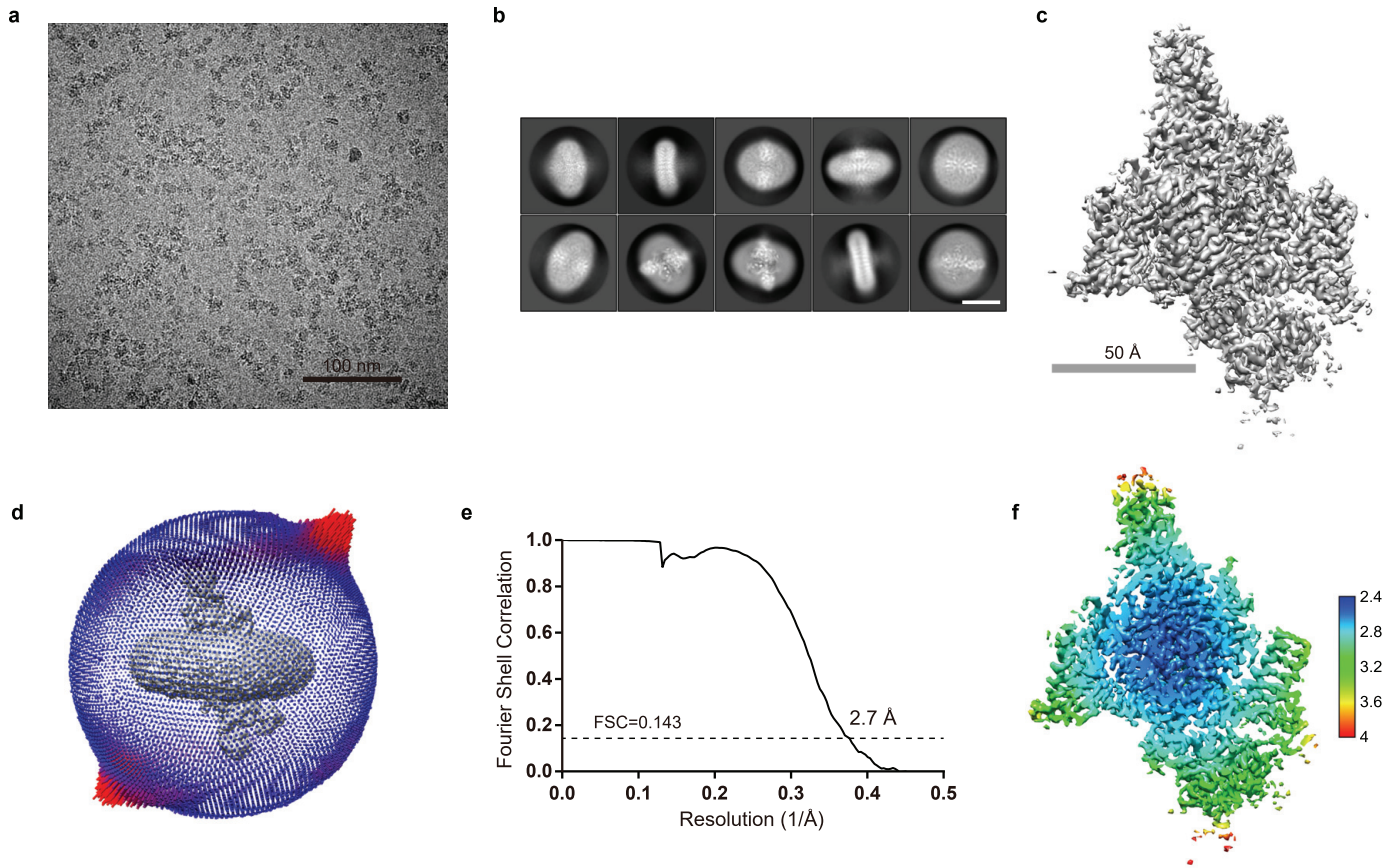 a
b
c
100 nm
50 Å
d
e
f
Fourier Shell Correlation
1.0
0.8
0.6
0.4
0.2
0.0
FSC=0.143
2.7 Å
0.0 0.1 0.2 0.3 0.4 0.5
Resolution (1/Å)
2.4
2.8
3.2
3.6
4